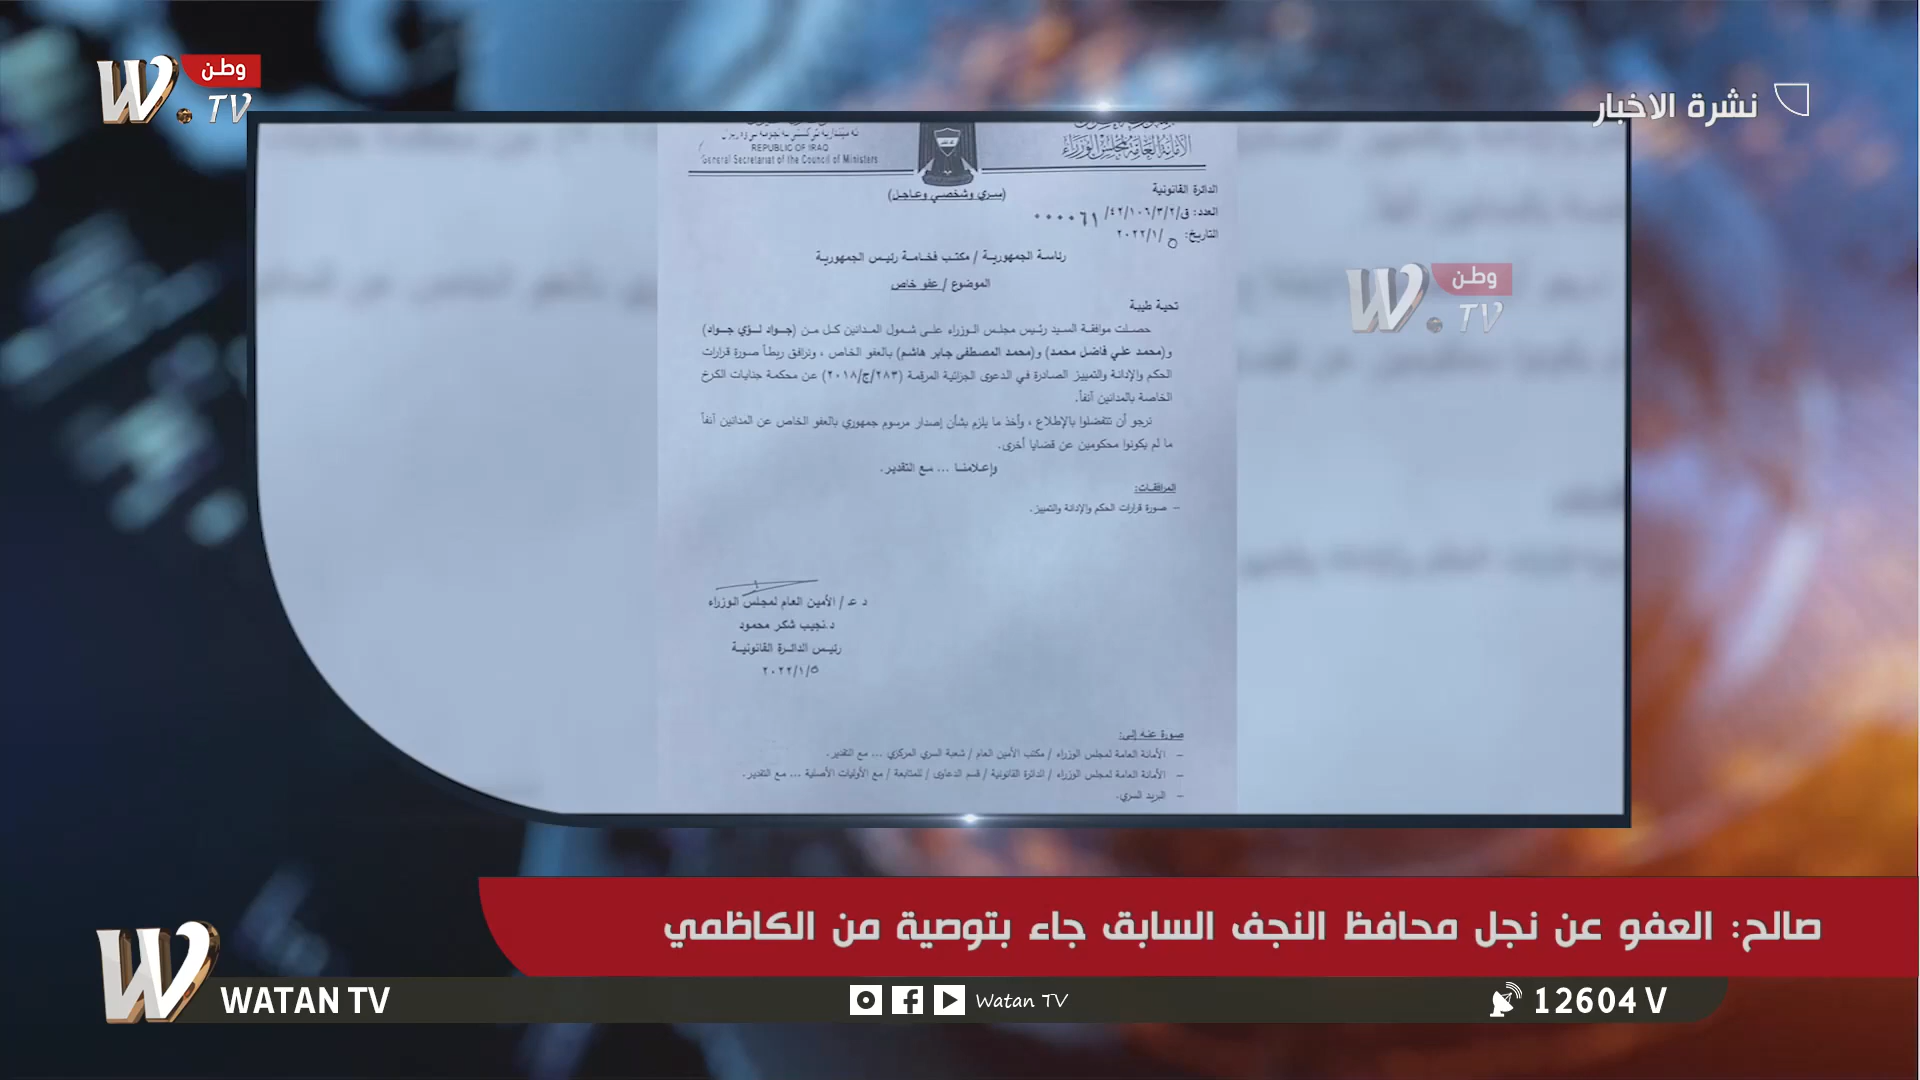 وطن
W. TV
نشرة الاخبار
REPUBLIC OF IRAQ
General Secretariat of the Council of Ministers
الأمانة العامة لمجلس الوزراء
(سري وشخصي وعاجل)
الدائرة القانونية
العدد: ق/٤٢/١٠٦/٣/٢/ ٠٠٠٠٦١
التاريخ: ٥ /٢٠٢٢/١
رئاسة الجمهورية / مكتب فخامة رئيس الجمهورية
الموضوع / عفو خاص
تحية طيبة
حصلت موافقة السيد رئيس مجلس الوزراء على شمول المدانين كل من (جواد لؤي جواد)
و(محمد علي فاضل محمد) و(محمد المصطفى جابر هاشم) بالعفو الخاص ، ونرافق ربطاً صورة قرارات
الحكم والإدانة والتمييز الصادرة في الدعوى الجزائية المرقمة (٢٨٣/ج/٢٠١٨) عن محكمة جنايات الكرخ
الخاصة بالمدانين آنفاً.
نرجو أن تتفضلوا بالإطلاع ، وأخذ ما يلزم بشأن إصدار مرسوم جمهوري بالعفو الخاص عن المدانين آنفاً
ما لم يكونوا محكومين عن قضايا أخرى.
وإعلامنا ... مع التقدير.
المرافقات:
– صورة قرارات الحكم والإدانة والتمييز.
د ع / الأمين العام لمجلس الوزراء
د.نجيب شكر محمود
رئيس الدائرة القانونية
٢٠٢٢/١/٥
صورة عنه إلى:
– الأمانة العامة لمجلس الوزراء / مكتب الأمين العام / شعبة السري المركزي ... مع التقدير.
– الأمانة العامة لمجلس الوزراء / الدائرة القانونية / قسم الدعاوى / للمتابعة / مع الأوليات الأصلية ... مع التقدير.
– البريد السري.
وطن
W. TV
صالح: العفو عن نجل محافظ النجف السابق جاء بتوصية من الكاظمي
W WATAN TV
Watan TV
12604 V